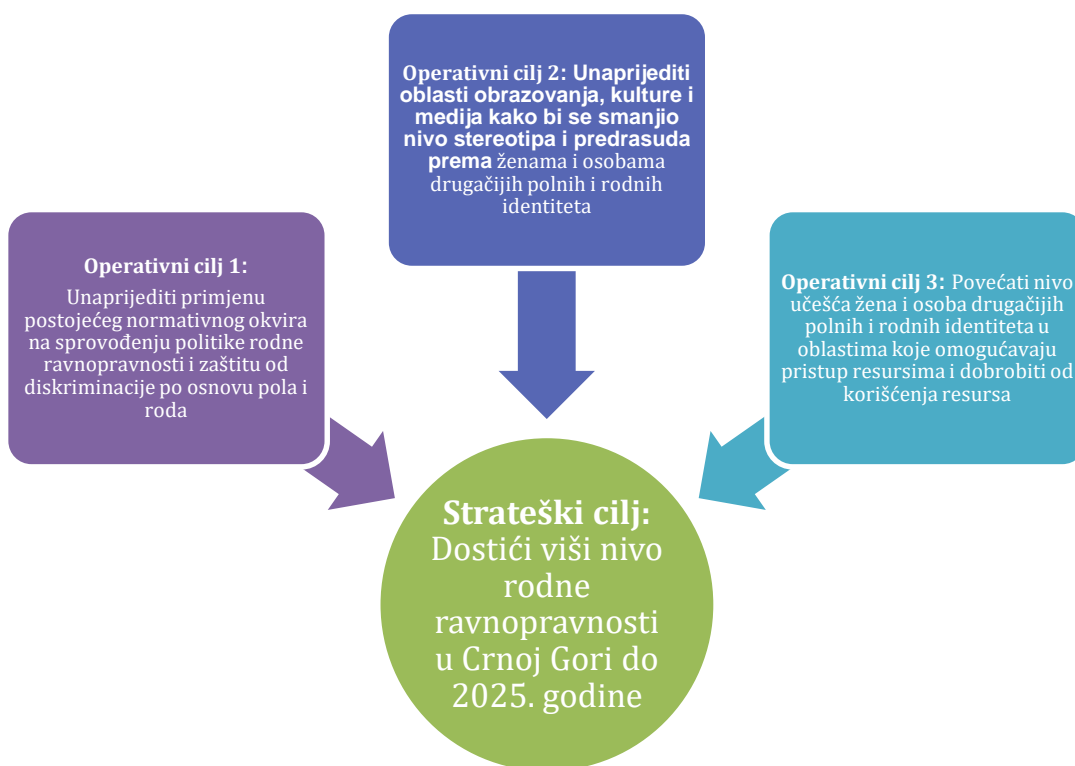 Operativni cilj 2: Unaprijediti
oblasti obrazovanja, kulture i
medija kako bi se smanjio
nivo stereotipa i predrasuda
prema ženama i osobama
drugačijih polnih i rodnih
identiteta
Operativni cilj 1:
Unaprijediti primjenu
postojećeg normativnog okvira
na sprovođenju politike rodne
ravnopravnosti i zaštitu od
diskriminacije po osnovu pola i
roda
Operativni cilj 3: Povećati nivo
učešća žena i osoba drugačijih
polnih i rodnih identiteta u
oblastima koje omogućavaju
pristup resursima i dobrobiti od
korišćenja resursa
Strateški cilj:
Dostići viši nivo
rodne
ravnopravnosti
u Crnoj Gori do
2025. godine